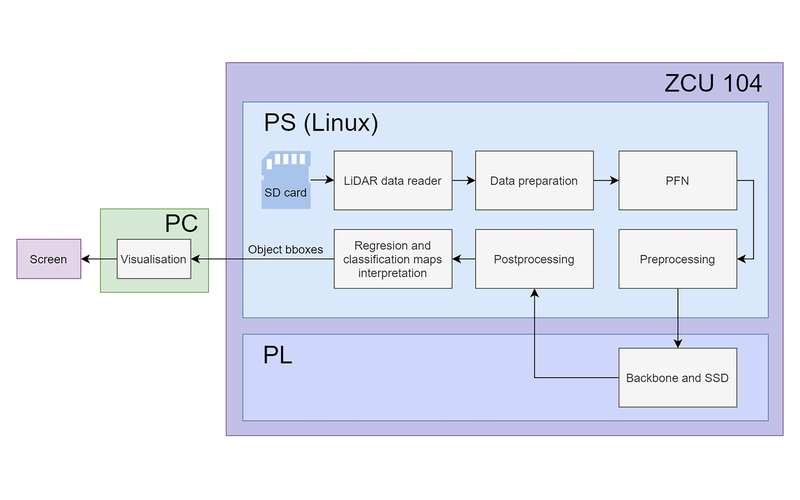 ZCU 104
PS (Linux)
SD card
LiDAR data reader
Data preparation
PFN
PC
Screen
Visualisation
Object bboxes
Regresion and
classification maps
interpretation
Postprocessing
Preprocessing
PL
Backbone and SSD